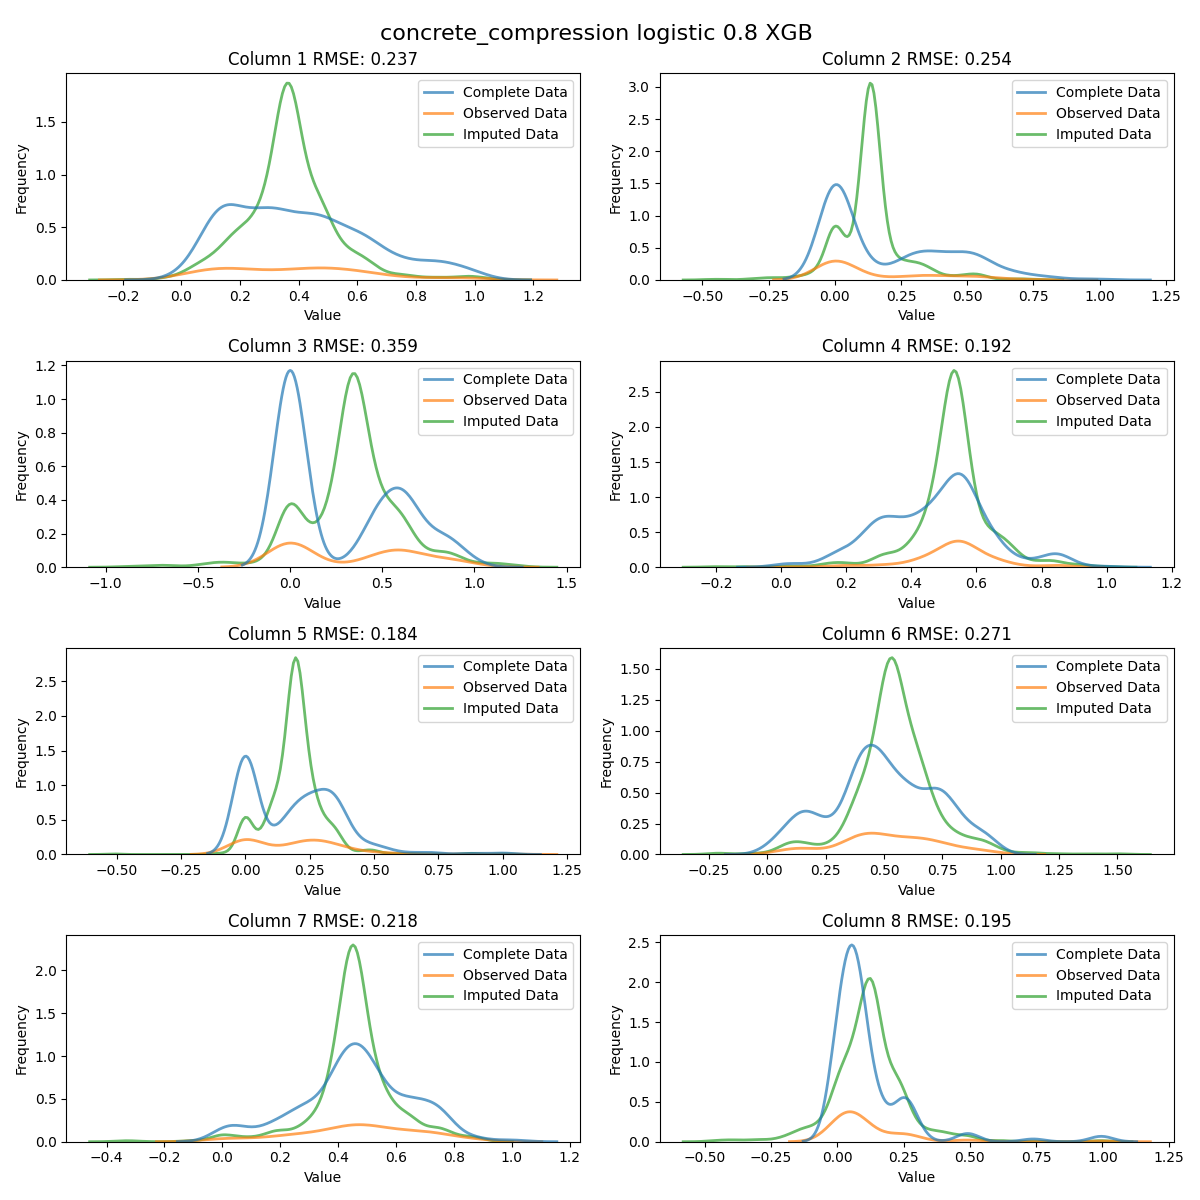 concrete_compression logistic 0.8 XGB
Column 1 RMSE: 0.237
Frequency
1.5
1.0
0.5
0.0
Complete Data
Observed Data
Imputed Data
−0.2 0.0 0.2 0.4 0.6 0.8 1.0 1.2
Value
Column 2 RMSE: 0.254
Frequency
3.0
2.5
2.0
1.5
1.0
0.5
0.0
Complete Data
Observed Data
Imputed Data
−0.50 −0.25 0.00 0.25 0.50 0.75 1.00 1.25
Value
Column 3 RMSE: 0.359
Frequency
1.2
1.0
0.8
0.6
0.4
0.2
0.0
Complete Data
Observed Data
Imputed Data
−1.0 −0.5 0.0 0.5 1.0 1.5
Value
Column 4 RMSE: 0.192
Frequency
2.5
2.0
1.5
1.0
0.5
0.0
Complete Data
Observed Data
Imputed Data
−0.2 0.0 0.2 0.4 0.6 0.8 1.0 1.2
Value
Column 5 RMSE: 0.184
Frequency
2.5
2.0
1.5
1.0
0.5
0.0
Complete Data
Observed Data
Imputed Data
−0.50 −0.25 0.00 0.25 0.50 0.75 1.00 1.25
Value
Column 6 RMSE: 0.271
Frequency
1.50
1.25
1.00
0.75
0.50
0.25
0.00
Complete Data
Observed Data
Imputed Data
−0.25 0.00 0.25 0.50 0.75 1.00 1.25 1.50
Value
Column 7 RMSE: 0.218
Frequency
2.0
1.5
1.0
0.5
0.0
Complete Data
Observed Data
Imputed Data
−0.4 −0.2 0.0 0.2 0.4 0.6 0.8 1.0 1.2
Value
Column 8 RMSE: 0.195
Frequency
2.5
2.0
1.5
1.0
0.5
0.0
Complete Data
Observed Data
Imputed Data
−0.50 −0.25 0.00 0.25 0.50 0.75 1.00 1.25
Value